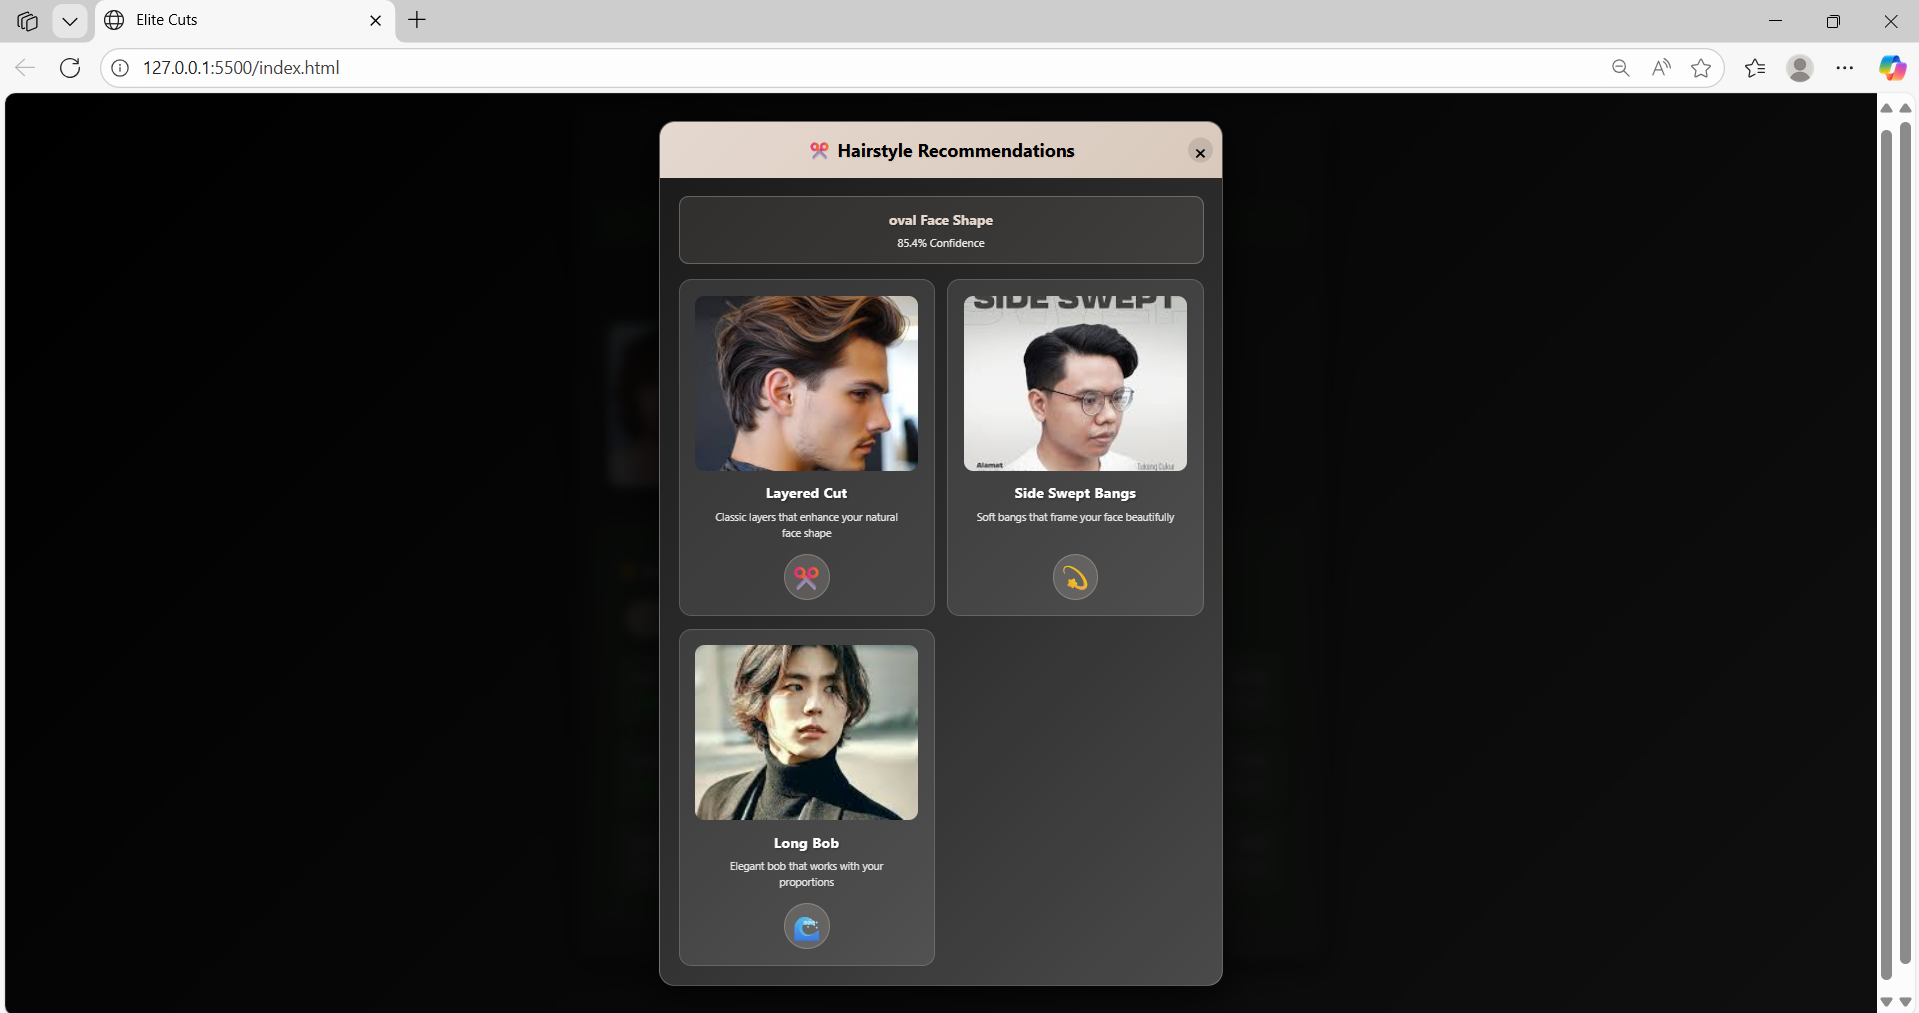 Elite Cuts
127.0.0.1:5500/index.html
Hairstyle Recommendations
oval Face Shape
85.4% Confidence
SIDE SWEPT
Alamat
Tukang Cukur
Layered Cut
Classic layers that enhance your natural
face shape
Side Swept Bangs
Soft bangs that frame your face beautifully
Long Bob
Elegant bob that works with your
proportions